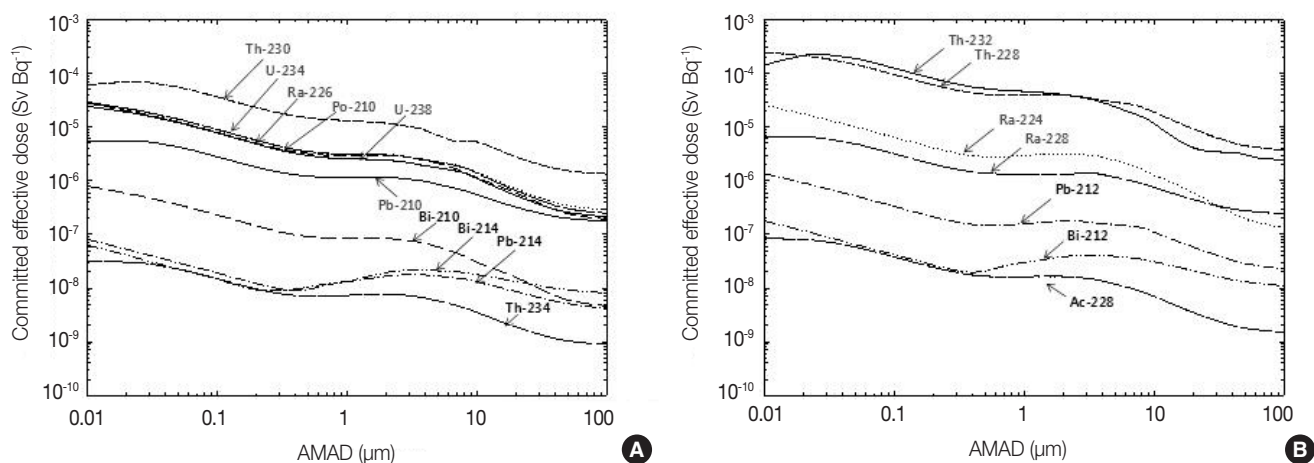 Committed effective dose (Sv Bq⁻¹)
10⁻³
10⁻⁴
10⁻⁵
10⁻⁶
10⁻⁷
10⁻⁸
10⁻⁹
10⁻¹⁰
Th-230
U-234
Ra-226
Po-210
U-238
Pb-210
Bi-210
Bi-214
Pb-214
Th-234
0.01 0.1 1 10 100
AMAD (µm)
A
Committed effective dose (Sv Bq⁻¹)
10⁻³
10⁻⁴
10⁻⁵
10⁻⁶
10⁻⁷
10⁻⁸
10⁻⁹
10⁻¹⁰
Th-232
Th-228
Ra-224
Ra-228
Pb-212
Bi-212
Ac-228
0.01 0.1 1 10 100
AMAD (µm)
B